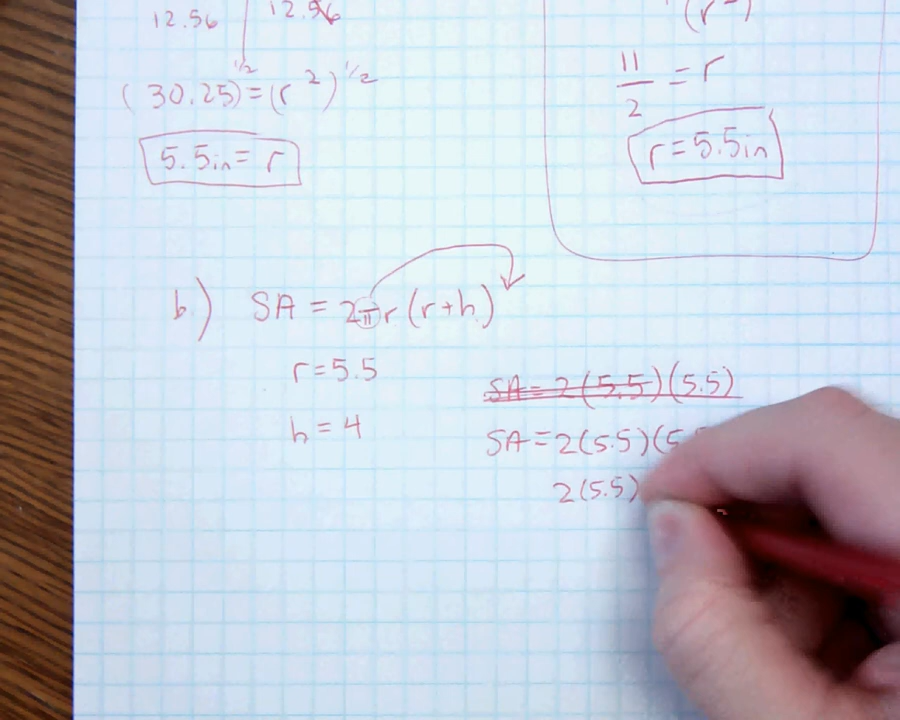 12.56 12.56
(30.25)^1/2 = (r^2)^1/2
5.5in = r
11/2 = r
r = 5.5in
b) SA = 2πr(r+h)
r = 5.5
h = 4
SA = 2(5.5)(5.5)
SA = 2(5.5)(5.5
2(5.5)